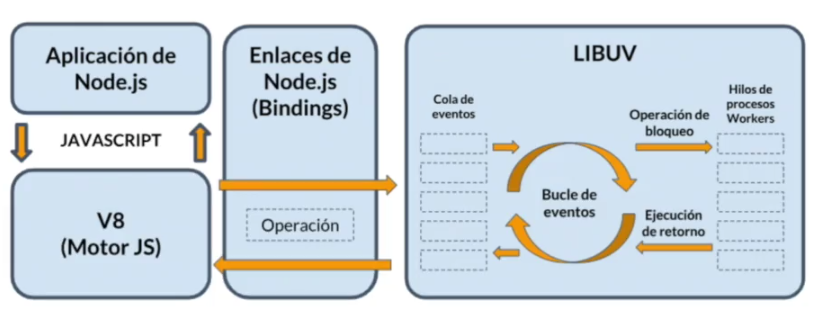 Aplicación de
Node.js
JAVASCRIPT
V8
(Motor JS)
Enlaces de
Node.js
(Bindings)
Operación
LIBUV
Cola de
eventos
Bucle de
eventos
Operación de
bloqueo
Ejecución
de retorno
Hilos de
procesos
Workers